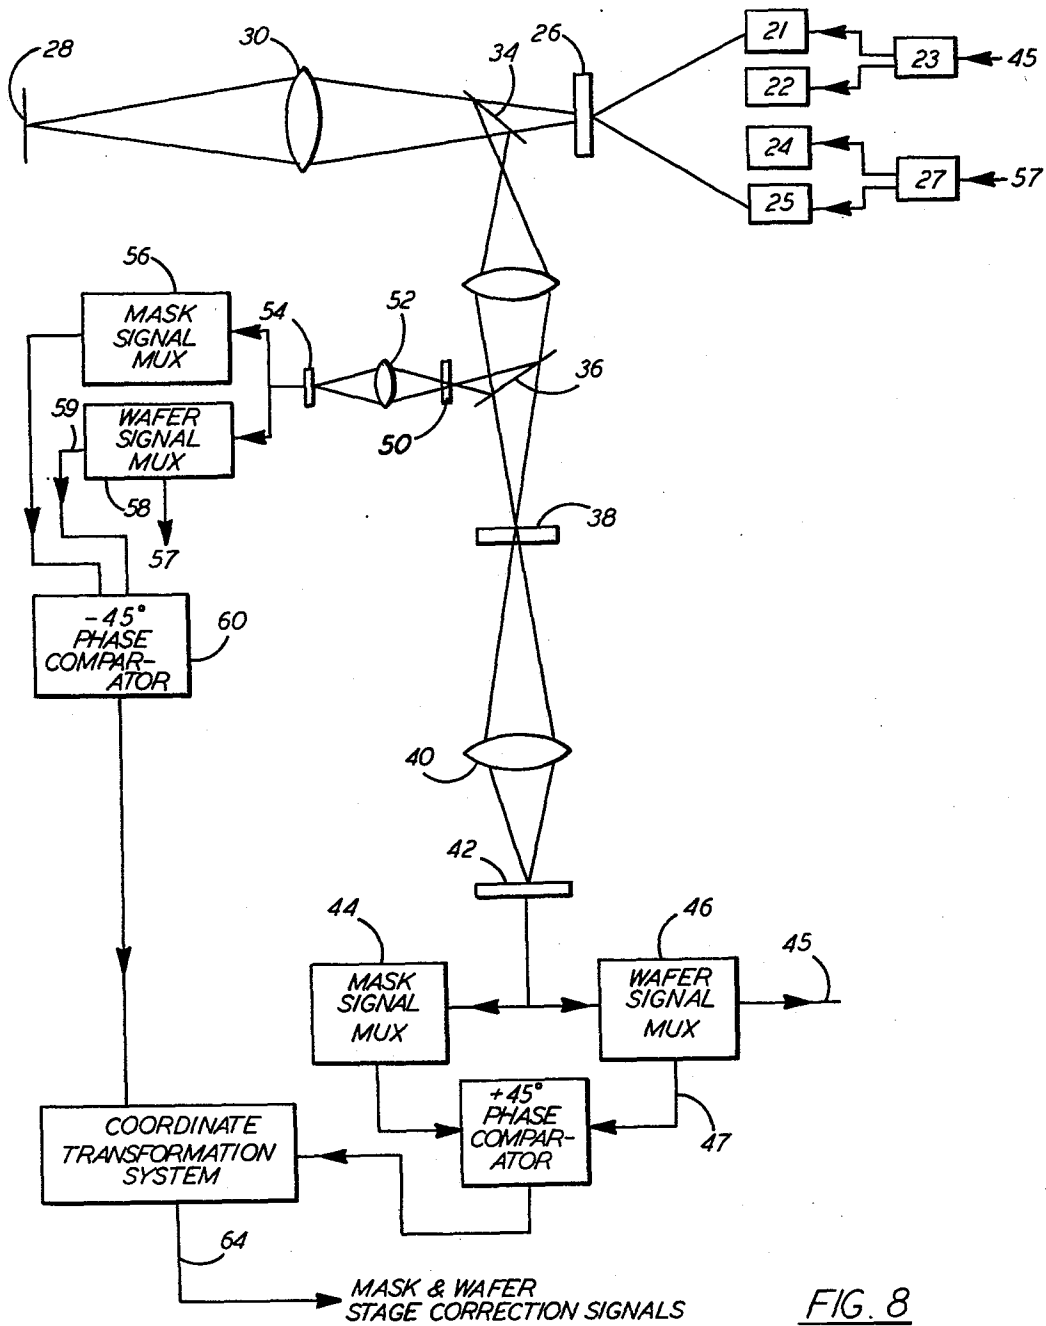 28
30
34
26
21
23
45
22
24
27
57
25
56
MASK
SIGNAL
MUX
54
52
36
50
59
WAFER
SIGNAL
MUX
58
57
38
-45°
PHASE
COMPAR-
ATOR
60
40
42
44
46
MASK
SIGNAL
MUX
WAFER
SIGNAL
MUX
45
+45°
PHASE
COMPAR-
ATOR
47
COORDINATE
TRANSFORMATION
SYSTEM
64
MASK & WAFER
STAGE CORRECTION SIGNALS
FIG. 8